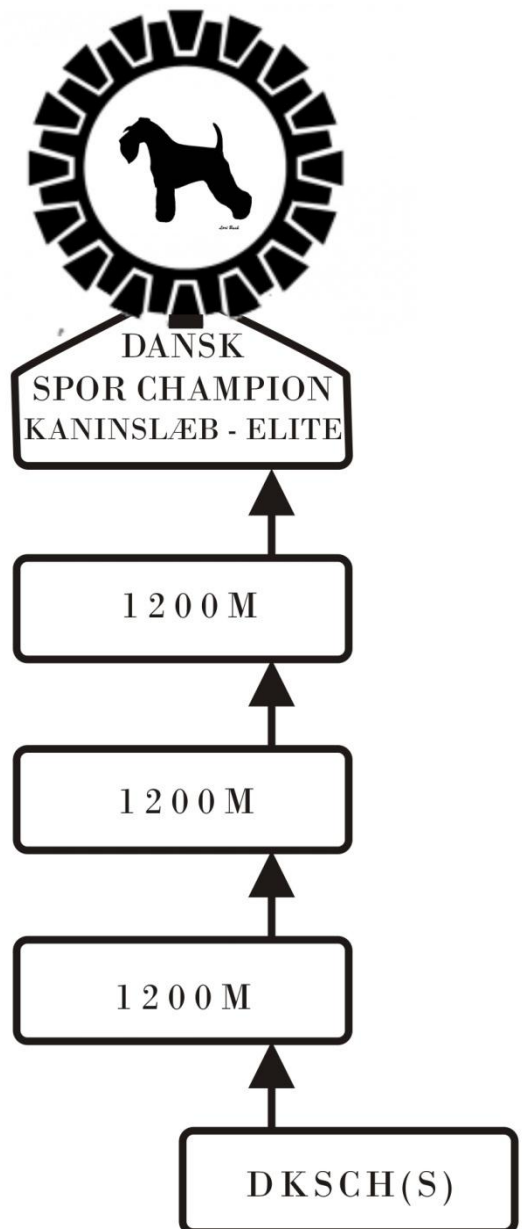 DANSK
SPOR CHAMPION
KANINSLÆB - ELITE
1200M
1200M
1200M
DKSCH(S)